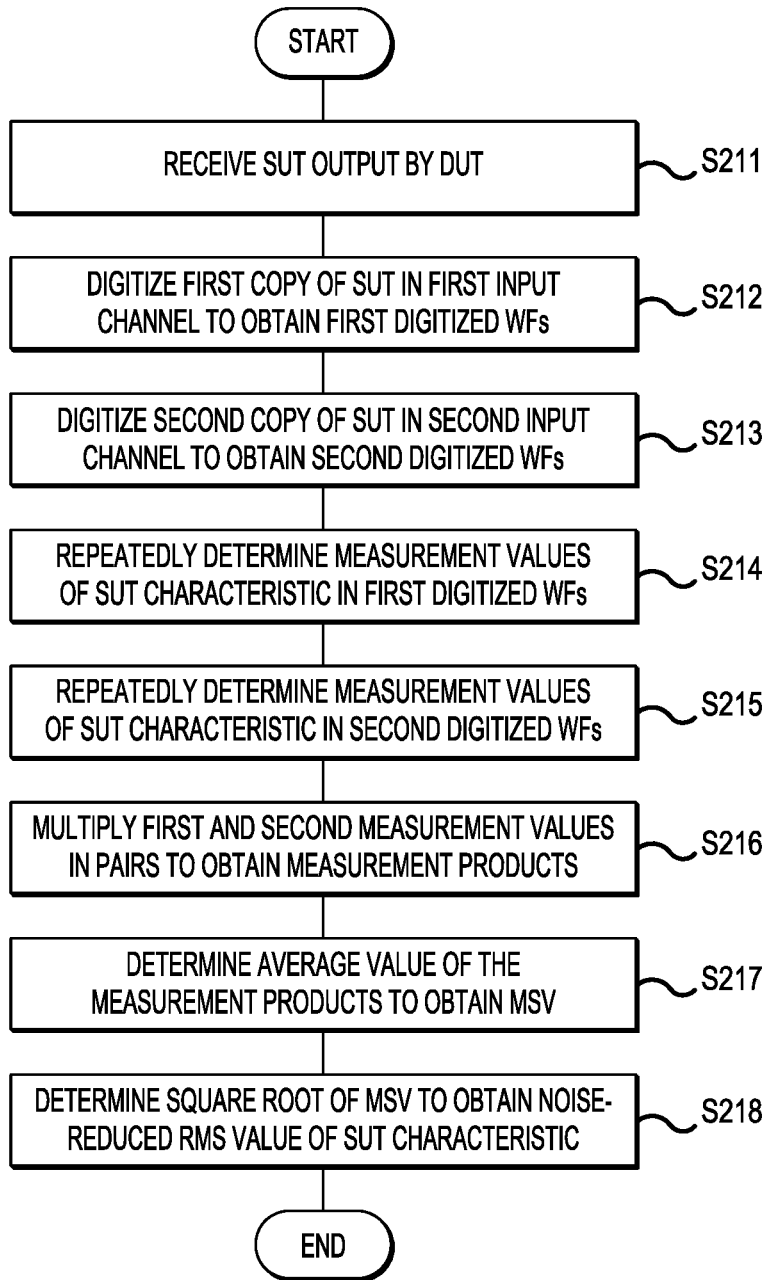 START
RECEIVE SUT OUTPUT BY DUT
S211
DIGITIZE FIRST COPY OF SUT IN FIRST INPUT
CHANNEL TO OBTAIN FIRST DIGITIZED WFs
S212
DIGITIZE SECOND COPY OF SUT IN SECOND INPUT
CHANNEL TO OBTAIN SECOND DIGITIZED WFs
S213
REPEATEDLY DETERMINE MEASUREMENT VALUES
OF SUT CHARACTERISTIC IN FIRST DIGITIZED WFs
S214
REPEATEDLY DETERMINE MEASUREMENT VALUES
OF SUT CHARACTERISTIC IN SECOND DIGITIZED WFs
S215
MULTIPLY FIRST AND SECOND MEASUREMENT VALUES
IN PAIRS TO OBTAIN MEASUREMENT PRODUCTS
S216
DETERMINE AVERAGE VALUE OF THE
MEASUREMENT PRODUCTS TO OBTAIN MSV
S217
DETERMINE SQUARE ROOT OF MSV TO OBTAIN NOISE-
REDUCED RMS VALUE OF SUT CHARACTERISTIC
S218
END